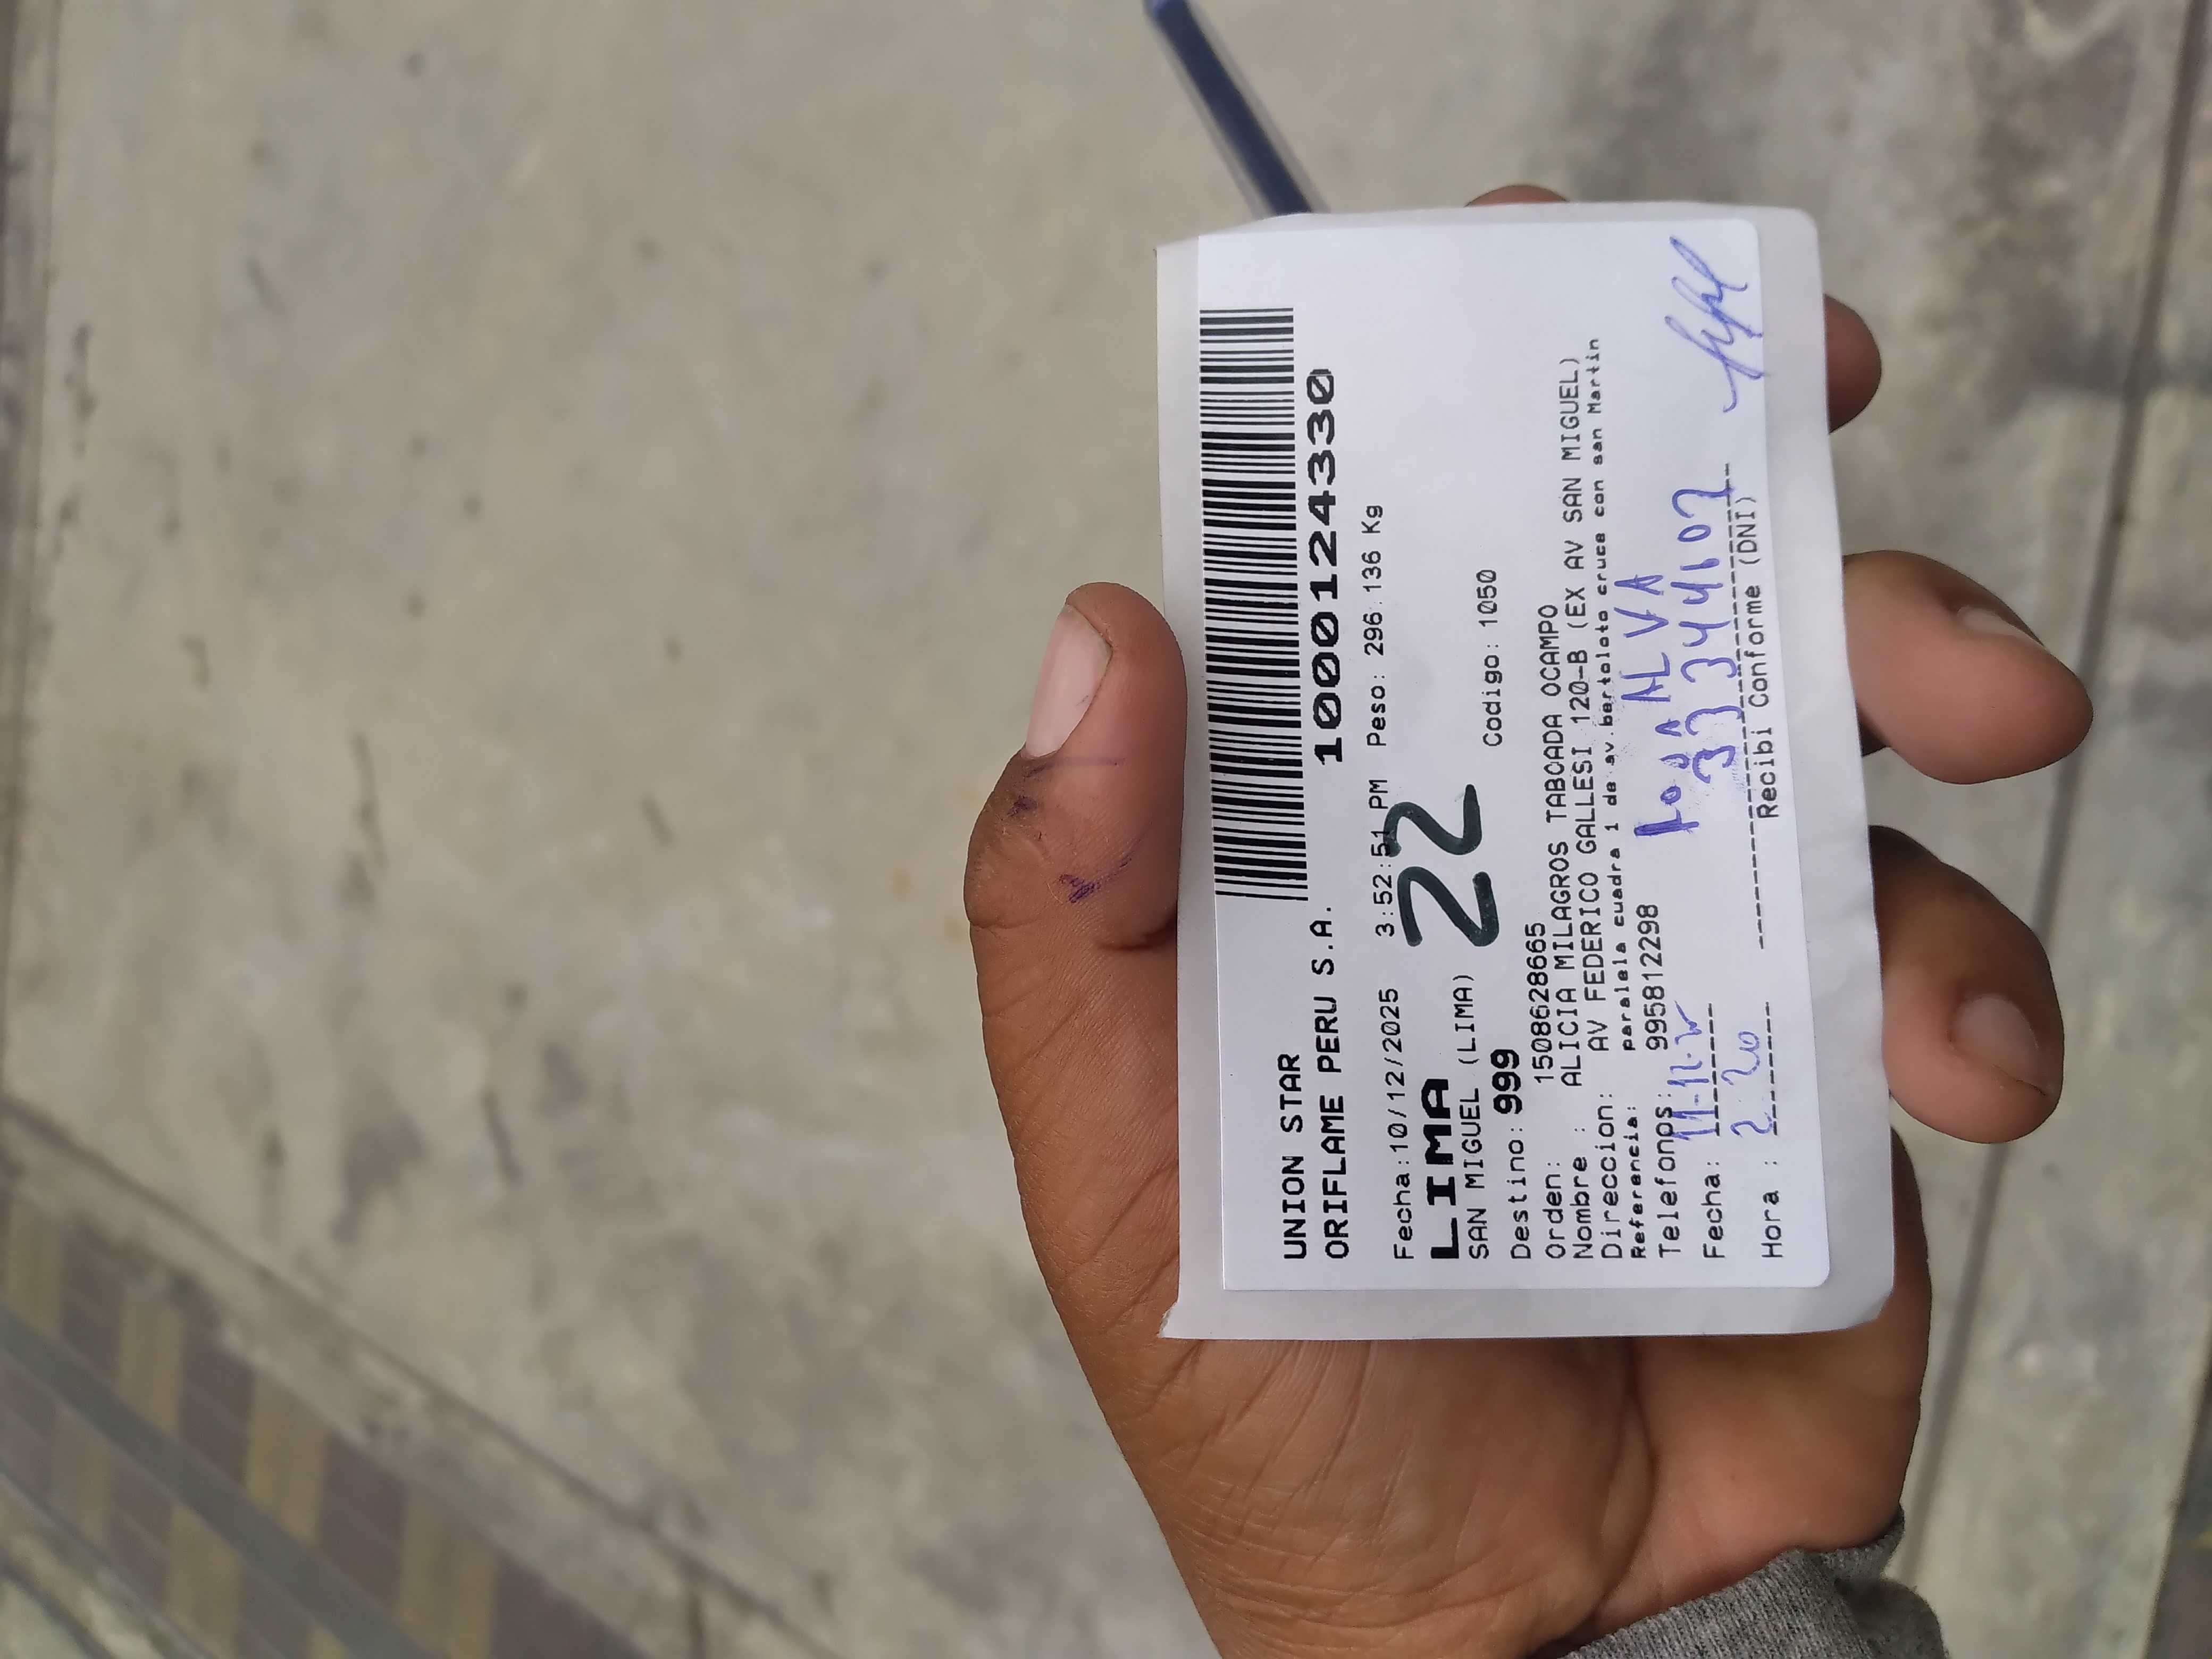 UNION STAR
ORIFLAME PERU S.A.
1000124330
Fecha:10/12/2025 3:52:51 PM Peso: 296.136 Kg
LIMA
22
SAN MIGUEL (LIMA) Codigo: 1050
Destino: 999
Orden: 1508628665
Nombre : ALICIA MILAGROS TABOADA OCAMPO
Direccion: AV FEDERICO GALLESI 120-B (EX AV SAN MIGUEL)
Referencia: paralela cuadra 1 de av.bertoloto cruce con san Martin
Telefonos: 995812298
ALVA
Fecha: 11-12-
Hora : 2 20
Recibi Conforme (DNI)